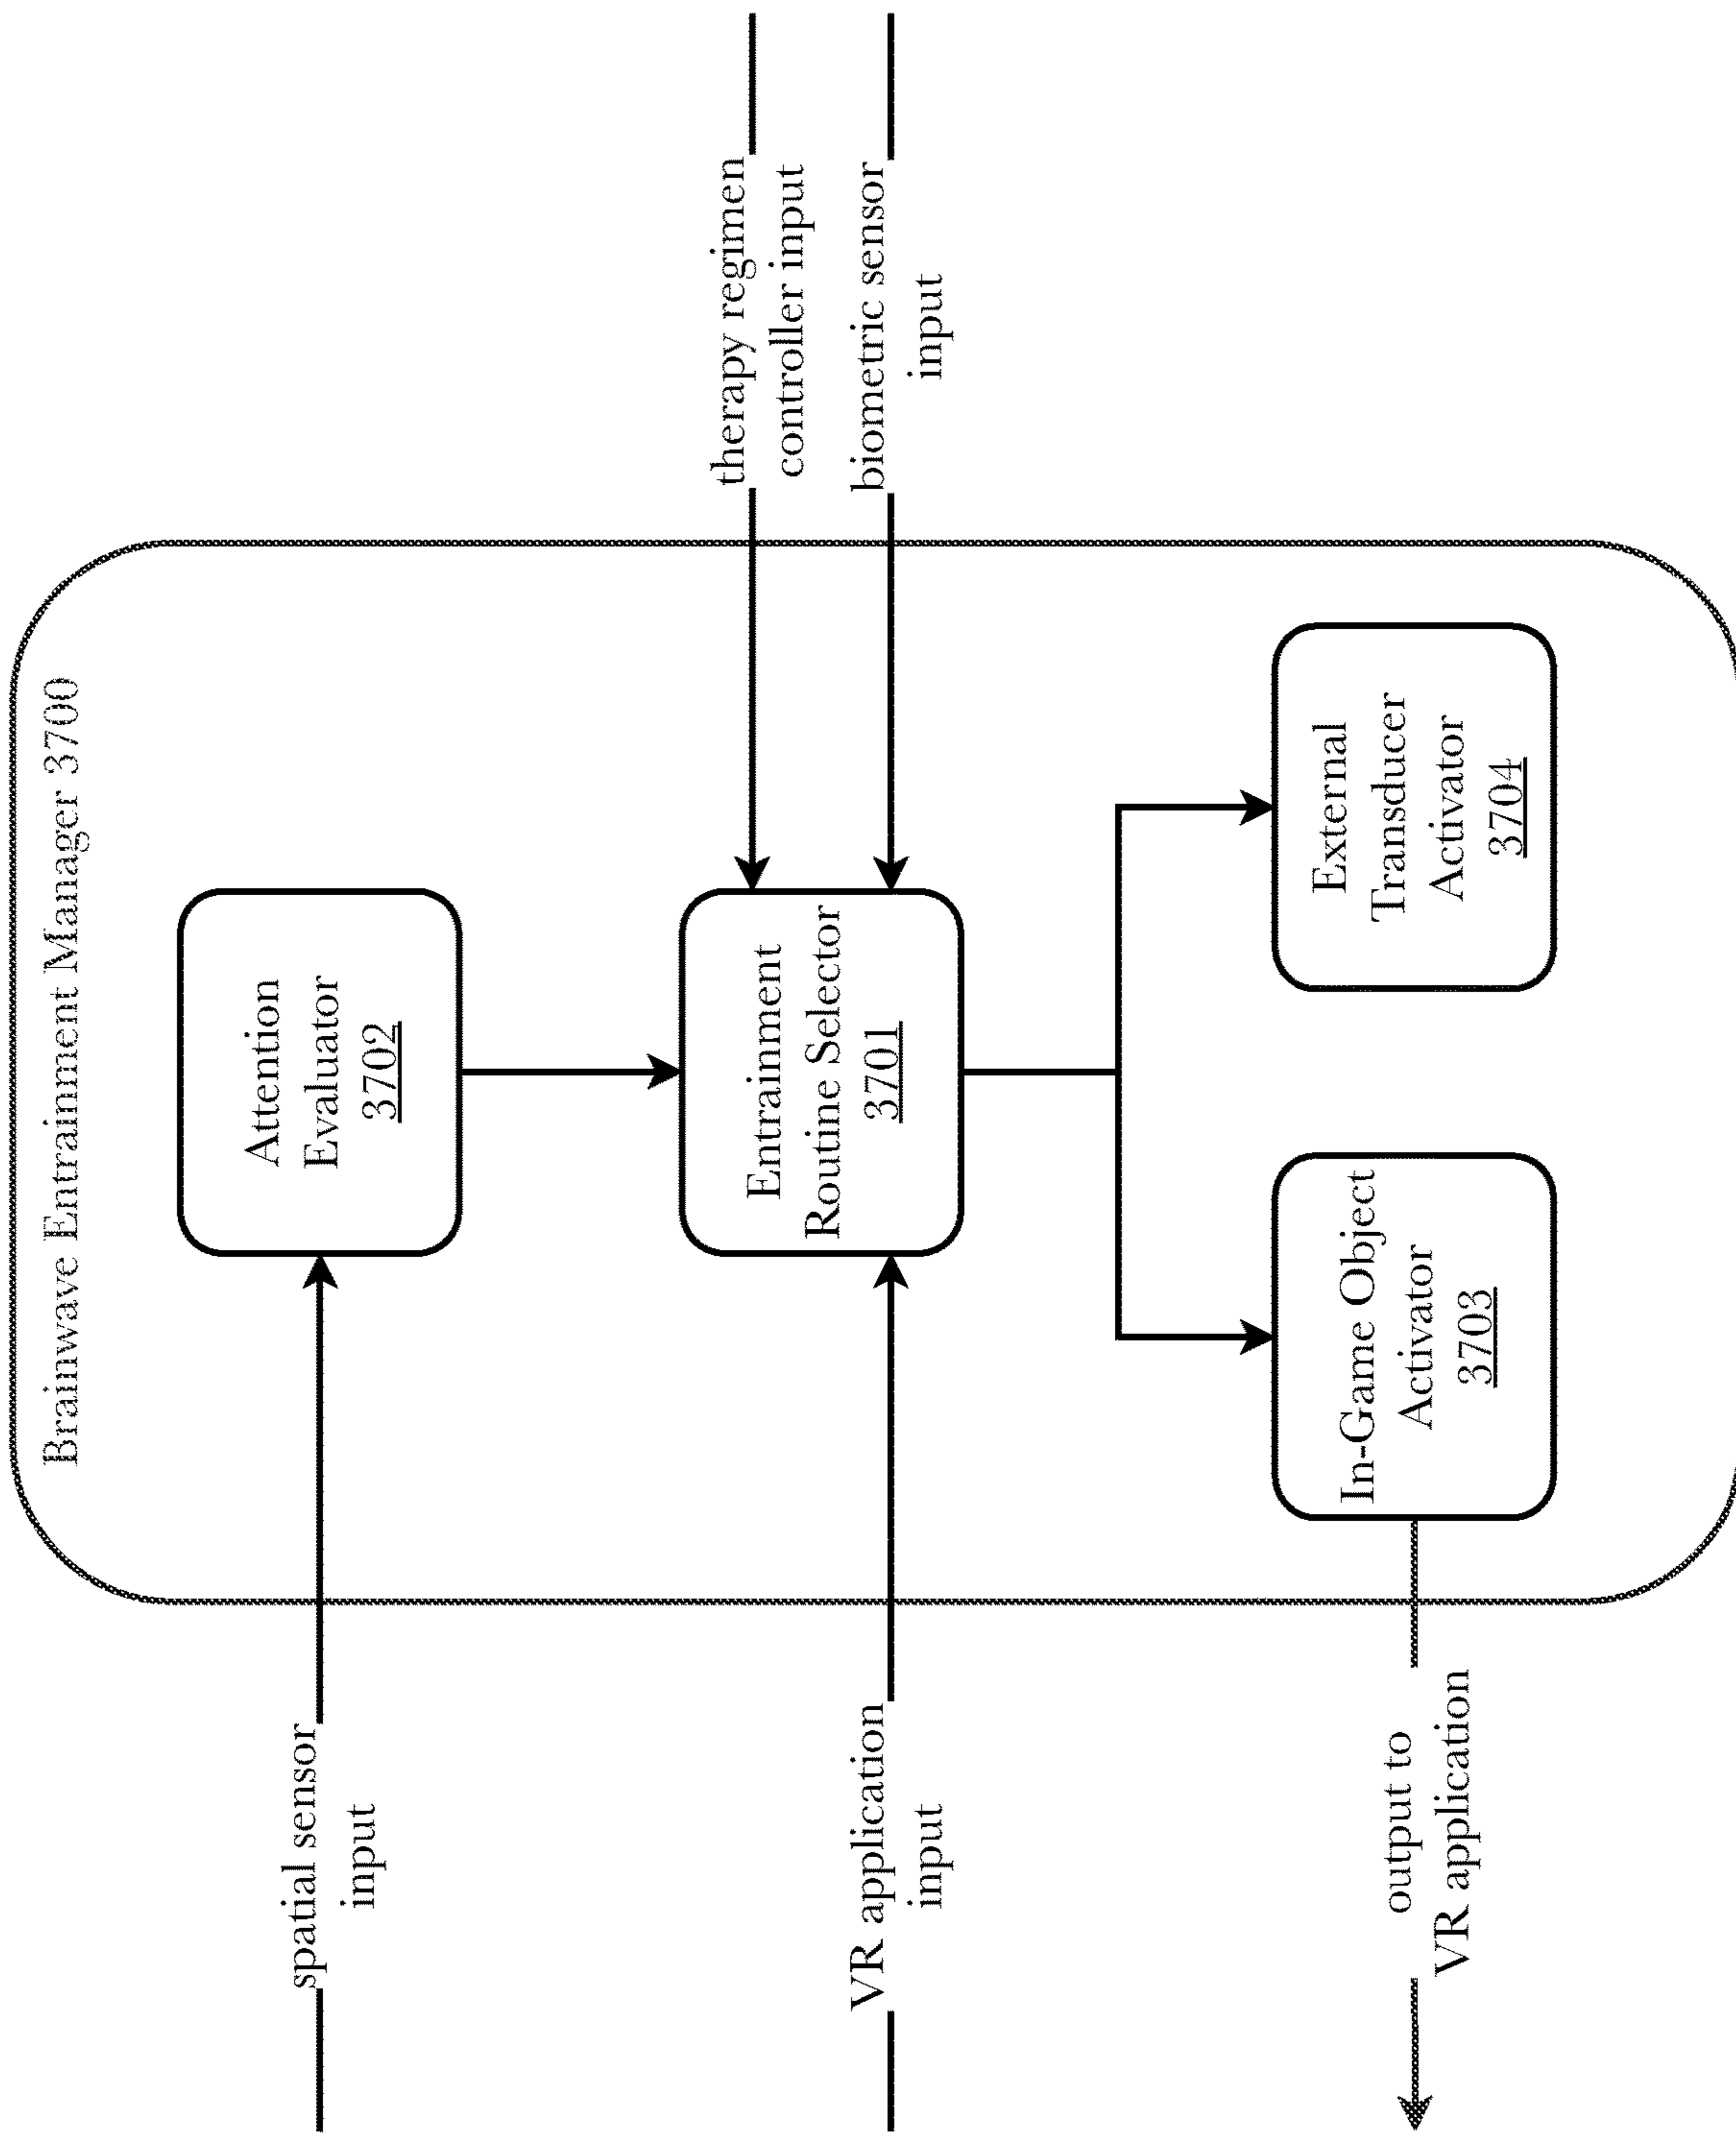 Brainwave Entrainment Manager 3700
spatial sensor
input
Attention
Evaluator
3702
therapy regimen
controller input
VR application
input
Entrainment
Routine Selector
3701
biometric sensor
input
output to
VR application
In-Game Object
Activator
3703
External
Transducer
Activator
3704